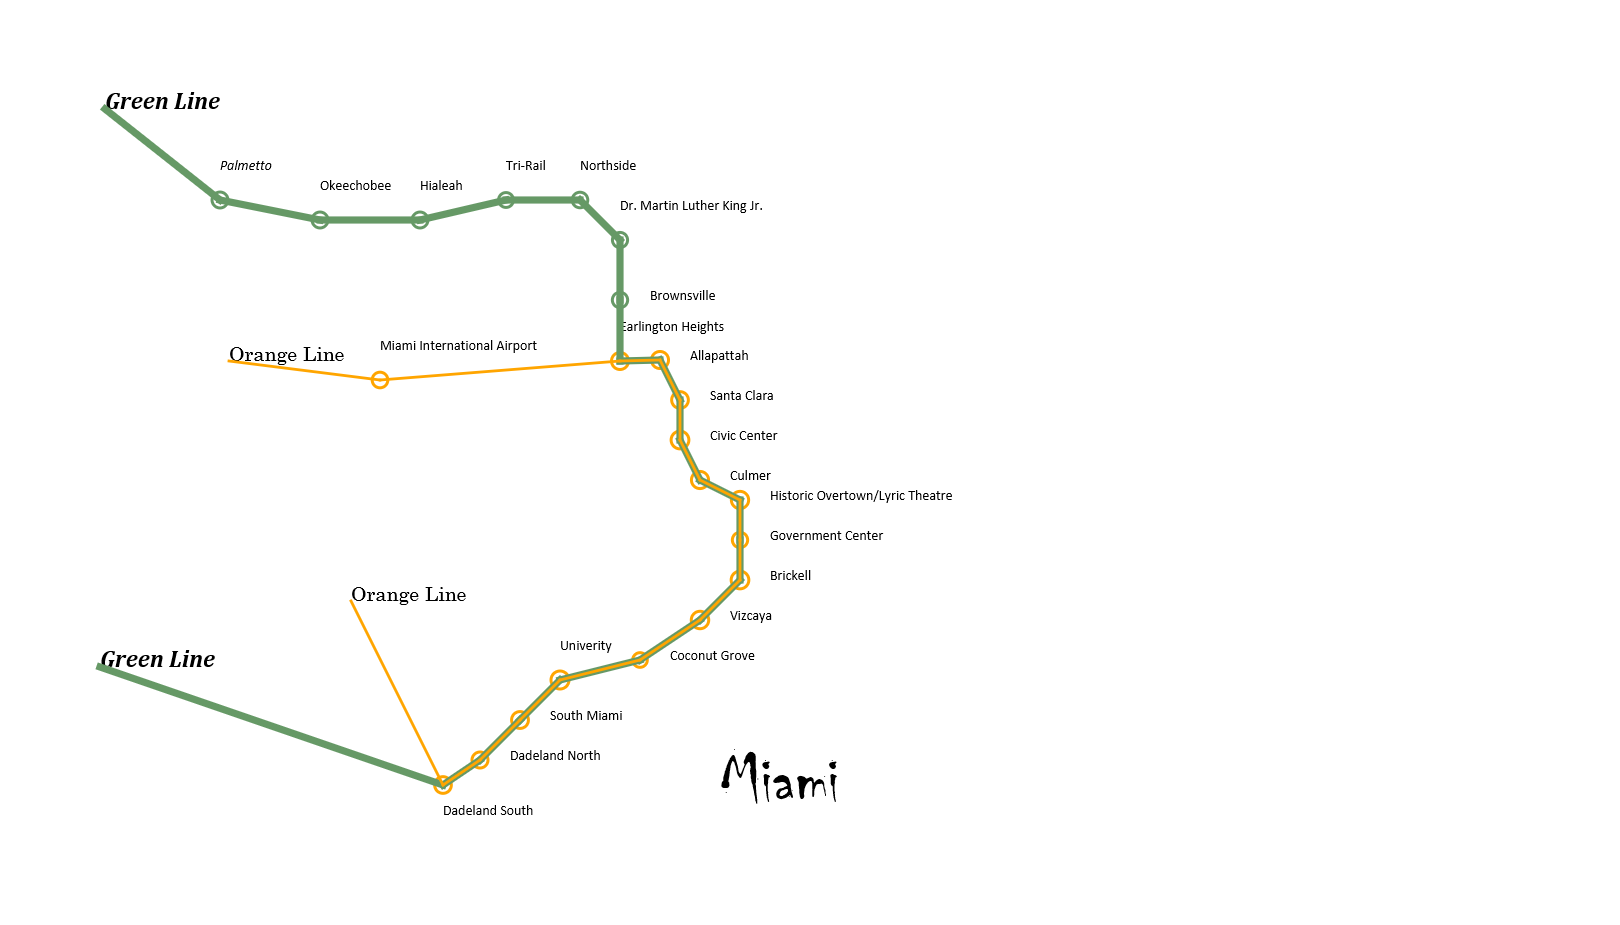 Green Line
Palmetto
Tri-Rail
Northside
Okeechobee
Hialeah
Dr. Martin Luther King Jr.
Brownsville
Earlington Heights
Miami International Airport
Orange Line
Allapattah
Santa Clara
Civic Center
Culmer
Historic Overtown/Lyric Theatre
Government Center
Brickell
Orange Line
Vizcaya
Univerity
Coconut Grove
Green Line
South Miami
Dadeland North
Miami
Dadeland South